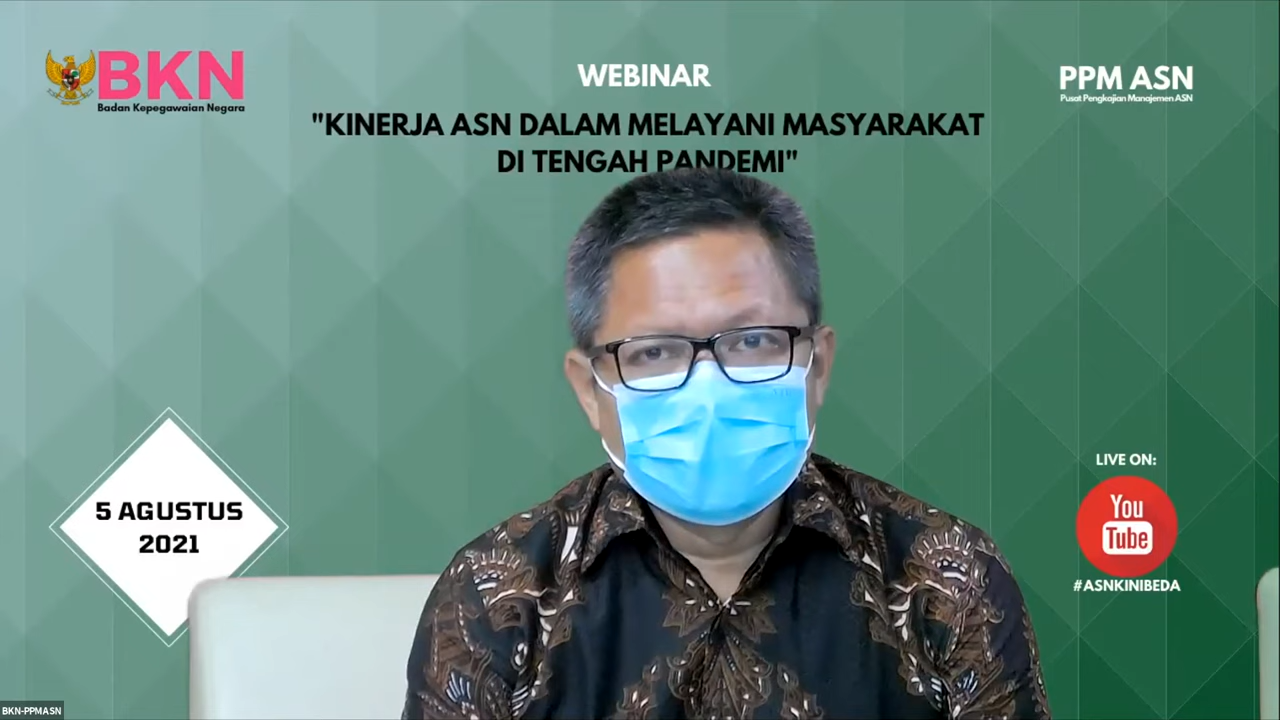 BKN
Badan Kepegawaian Negara
WEBINAR
"KINERJA ASN DALAM MELAYANI MASYARAKAT
DI TENGAH PANDEMI"
PPM ASN
Pusat Pengkajian Manajemen ASN
5 AGUSTUS
2021
LIVE ON:
You
Tube
#ASNKINIBEDA
BKN-PPMASN